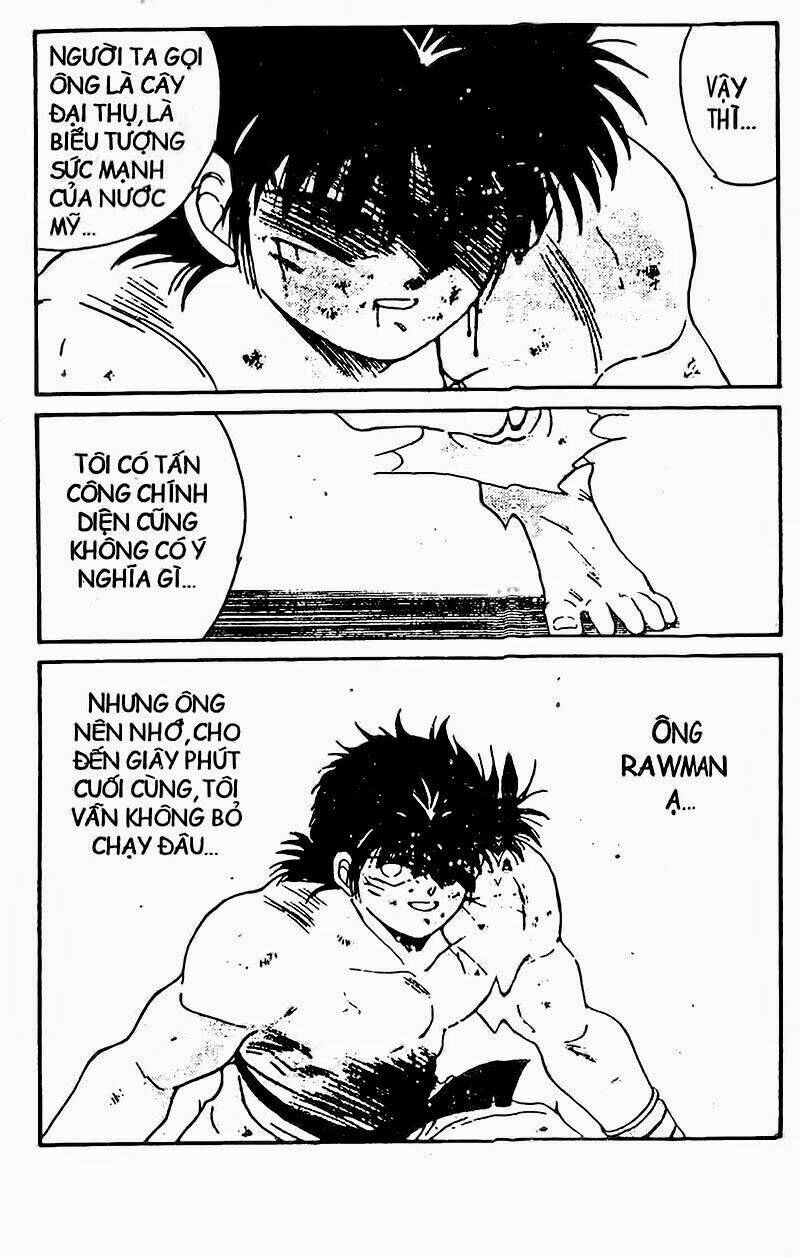 VẬY
THÌ...
NGƯỜI TA GỌI
ÔNG LÀ CÂY
ĐẠI THỤ, LÀ
BIỂU TƯỢNG
SỨC MẠNH
CỦA NƯỚC
MỸ...
TÔI CÓ TẤN
CÔNG CHÍNH
DIỆN CŨNG
KHÔNG CÓ Ý
NGHĨA GÌ...
ÔNG
RAWMAN
Ạ...
NHƯNG ÔNG
NÊN NHỚ, CHO
ĐẾN GIÂY PHÚT
CUỐI CÙNG, TÔI
VẪN KHÔNG BỎ
CHẠY ĐÂU...